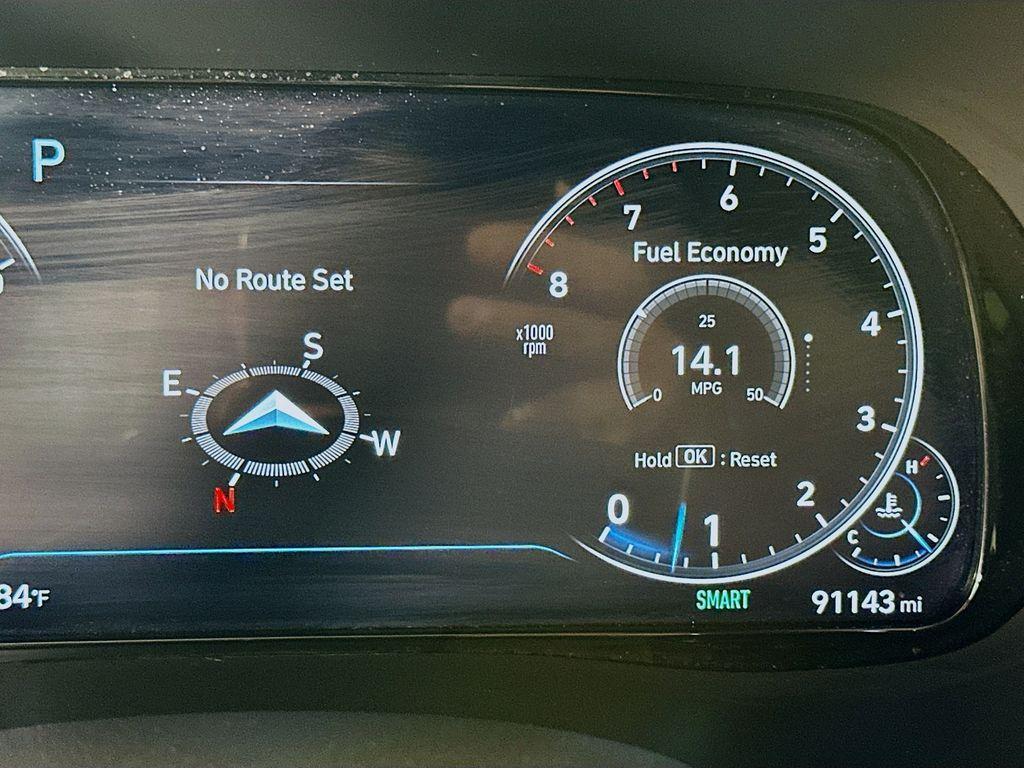 P
No Route Set
S
E
W
N
84°F
8
7
6
5
4
3
2
1
0
x1000
rpm
Fuel Economy
25
14.1
MPG
0
50
Hold OK : Reset
H
C
SMART
91143 mi